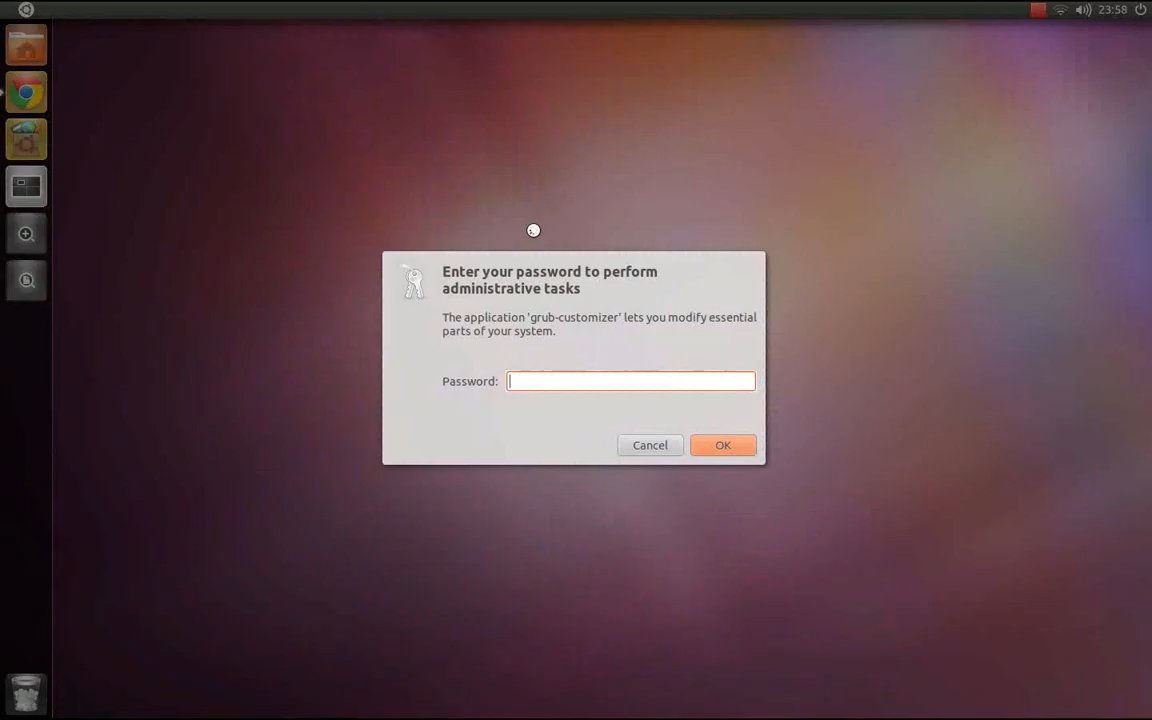 23:58
Enter your password to perform
administrative tasks
The application 'grub-customizer' lets you modify essential
parts of your system.
Password:
Cancel OK